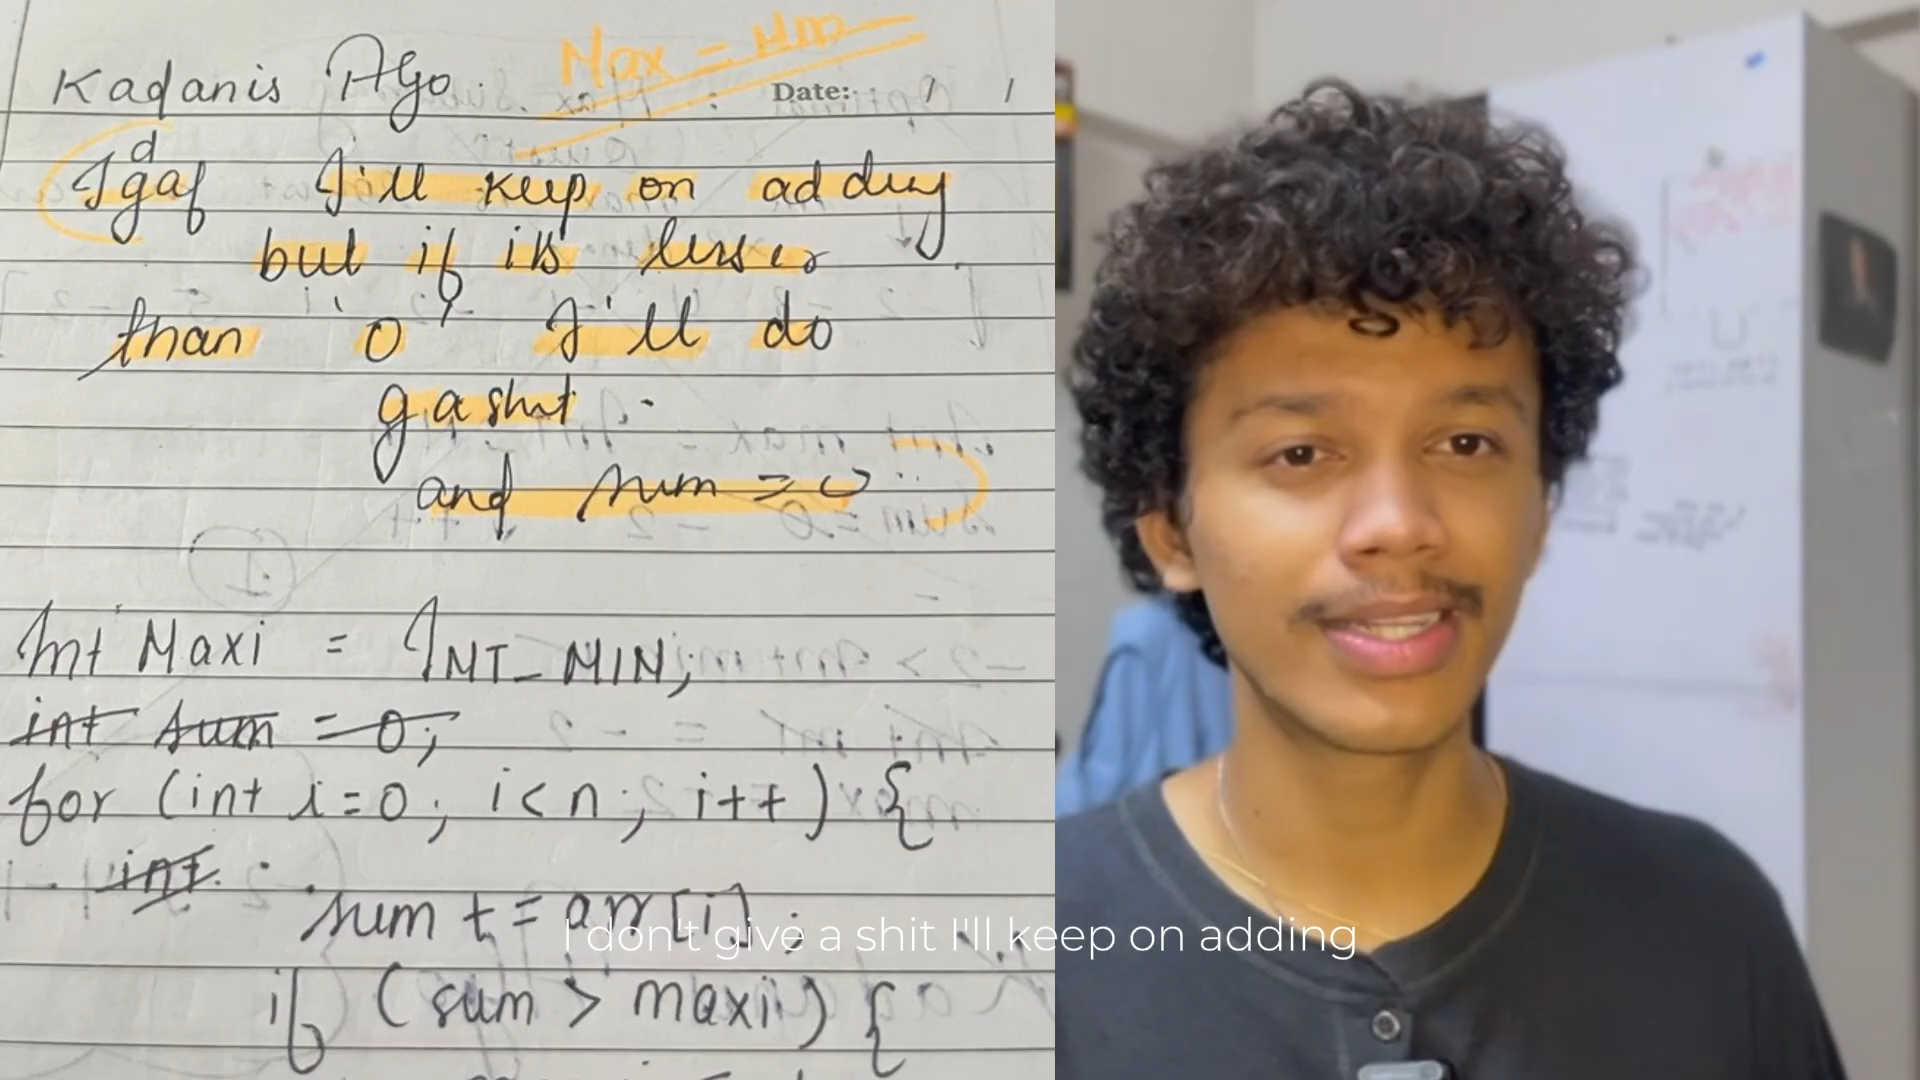 Kadanis Algo.
Max = Min
Date: / /
Idgaf I'll keep on adding
but if its lesser
than '0' I'll do
g.a shit.
and sum = 0
Int Maxi = INT_MIN;
int sum = 0;
for (int i=0; i<n; i++) {
int
sum += arr[i];
if (sum > maxi) {
I don't give a shit I'll keep on adding